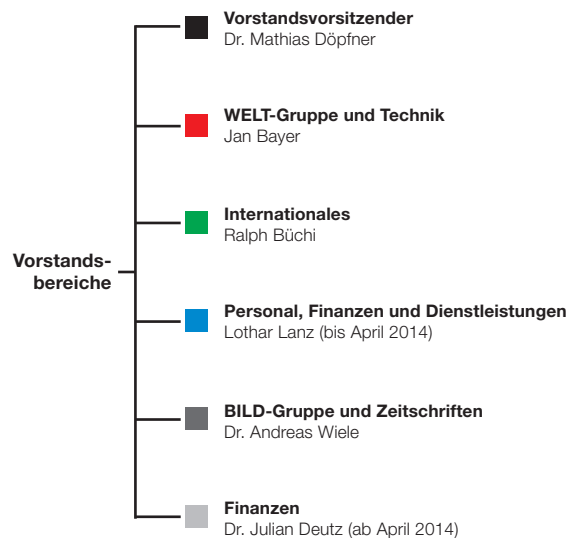 Vorstandsvorsitzender
Dr. Mathias Döpfner
WELT-Gruppe und Technik
Jan Bayer
Internationales
Ralph Büchi
Vorstands-
bereiche
Personal, Finanzen und Dienstleistungen
Lothar Lanz (bis April 2014)
BILD-Gruppe und Zeitschriften
Dr. Andreas Wiele
Finanzen
Dr. Julian Deutz (ab April 2014)